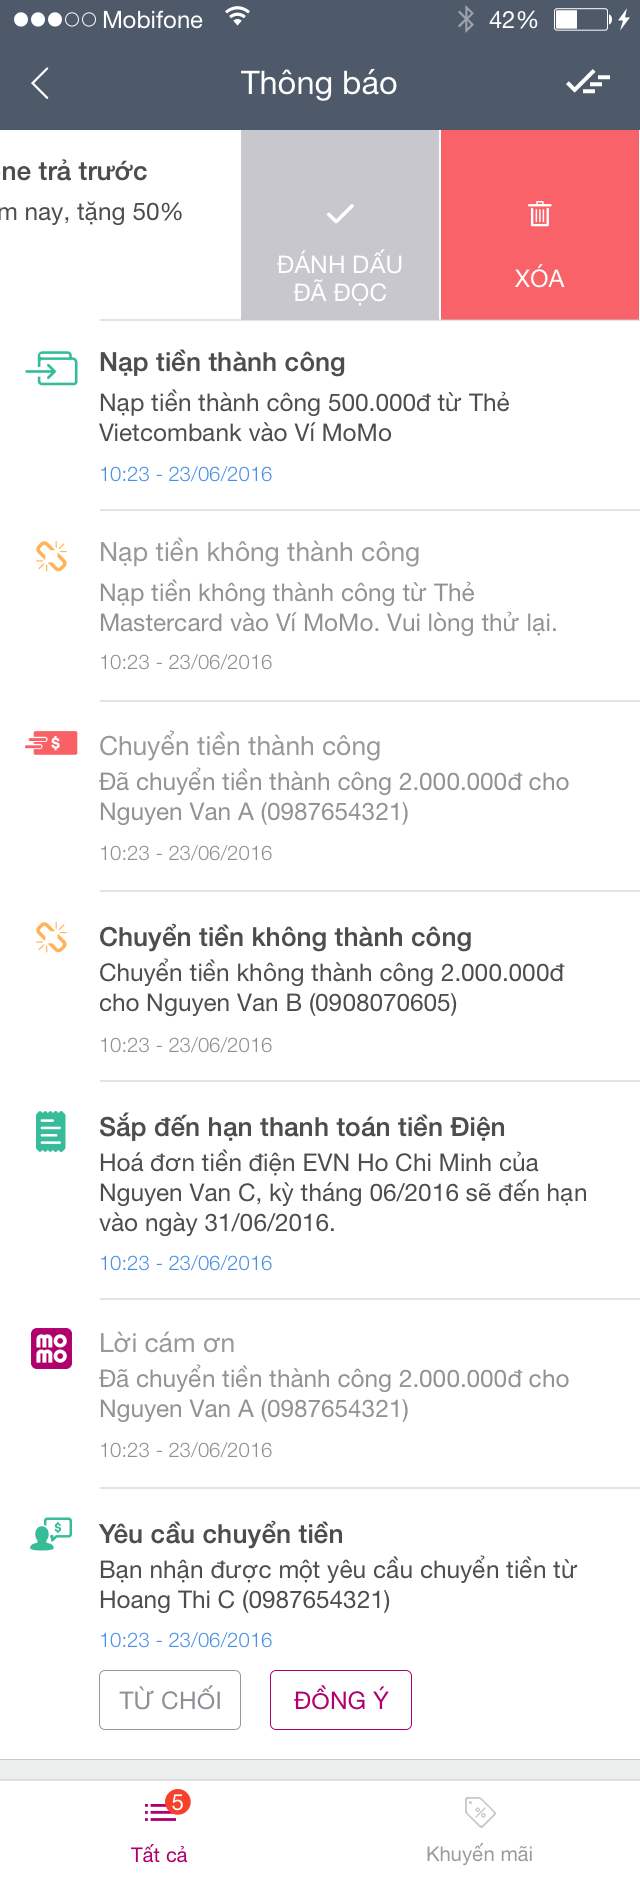 Mobifone
42%
Thông báo
ne trả trước
m nay, tặng 50%
ĐÁNH DẤU
ĐÃ ĐỌC
XÓA
Nạp tiền thành công
Nạp tiền thành công 500.000đ từ Thẻ
Vietcombank vào Ví MoMo
10:23 - 23/06/2016
Nạp tiền không thành công
Nạp tiền không thành công từ Thẻ
Mastercard vào Ví MoMo. Vui lòng thử lại.
10:23 - 23/06/2016
$
Chuyển tiền thành công
Đã chuyển tiền thành công 2.000.000đ cho
Nguyen Van A (0987654321)
10:23 - 23/06/2016
Chuyển tiền không thành công
Chuyển tiền không thành công 2.000.000đ
cho Nguyen Van B (0908070605)
10:23 - 23/06/2016
Sắp đến hạn thanh toán tiền Điện
Hoá đơn tiền điện EVN Ho Chi Minh của
Nguyen Van C, kỳ tháng 06/2016 sẽ đến hạn
vào ngày 31/06/2016.
10:23 - 23/06/2016
mo
mo
Lời cám ơn
Đã chuyển tiền thành công 2.000.000đ cho
Nguyen Van A (0987654321)
10:23 - 23/06/2016
$
Yêu cầu chuyển tiền
Bạn nhận được một yêu cầu chuyển tiền từ
Hoang Thi C (0987654321)
10:23 - 23/06/2016
TỪ CHỐI
ĐỒNG Ý
5
%
Tất cả
Khuyến mãi